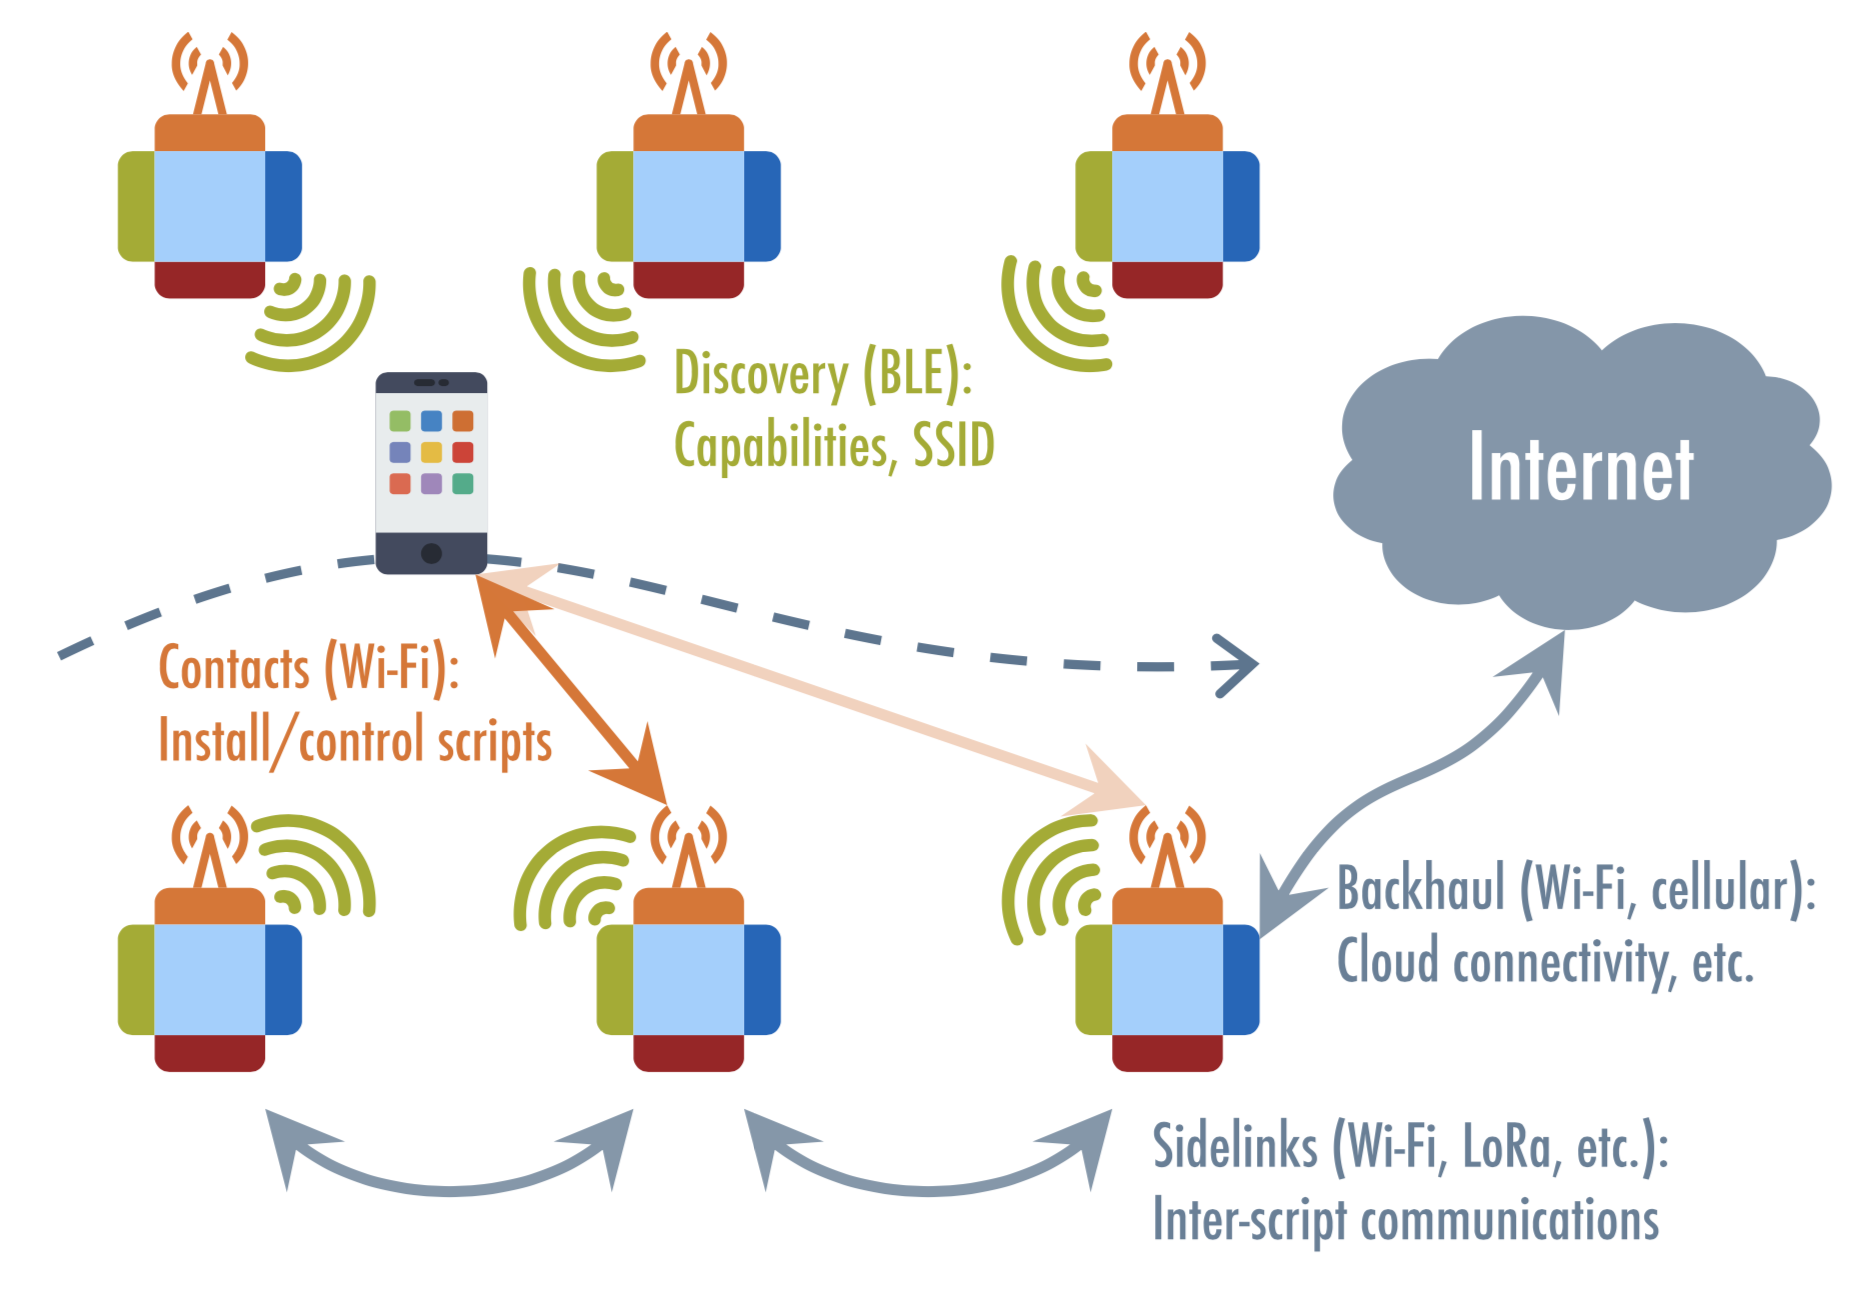 Discovery (BLE):
Capabilities, SSID
Internet
Contacts (Wi-Fi):
Install/control scripts
Backhaul (Wi-Fi, cellular):
Cloud connectivity, etc.
Sidelinks (Wi-Fi, LoRa, etc.):
Inter-script communications